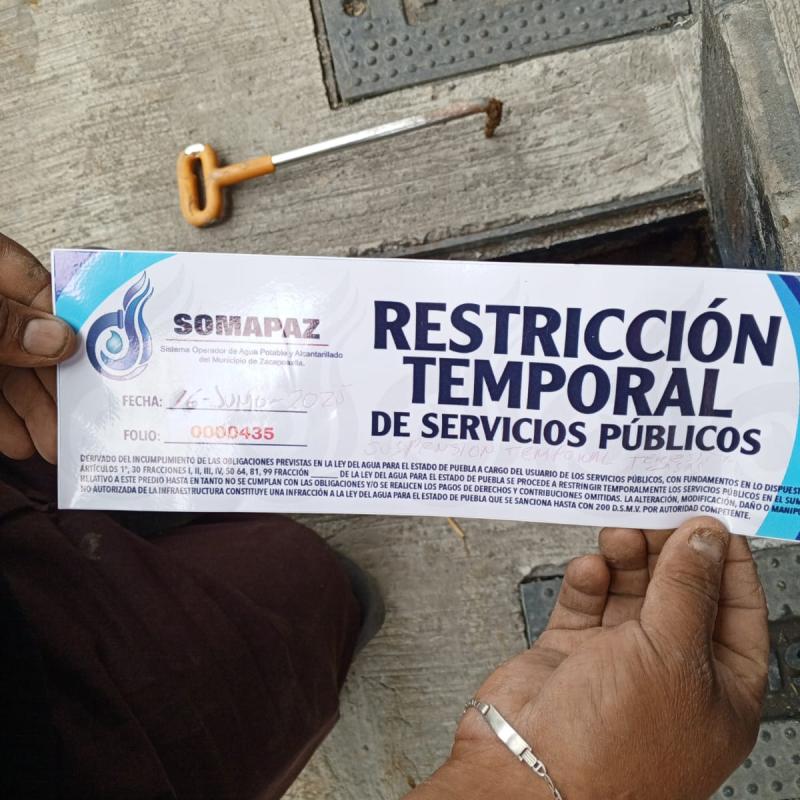 SOMAPAZ
Sistema Operador de Agua Potable y Alcantarillado
del Municipio de Zacapoaxtla.
FECHA: 16-JUNIO-2025
FOLIO: 0000435
RESTRICCIÓN
TEMPORAL
DE SERVICIOS PÚBLICOS
SUSPENSION TEMPORAL
DERIVADO DEL INCUMPLIMIENTO DE LAS OBLIGACIONES PREVISTAS EN LA LEY DEL AGUA PARA EL ESTADO DE PUEBLA A CARGO DEL USUARIO DE LOS SERVICIOS PÚBLICOS, CON FUNDAMENTOS EN LO DISPUEST
ARTÍCULOS 1°, 30 FRACCIONES I, II, III, IV, 50 64, 81, 99 FRACCIÓN ______ DE LA LEY DEL AGUA PARA EL ESTADO DE PUEBLA SE PROCEDE A RESTRINGIR TEMPORALMENTE LOS SERVICIOS PÚBLICOS EN EL SUM
RELATIVO A ESTE PREDIO HASTA EN TANTO NO SE CUMPLAN CON LAS OBLIGACIONES Y/O SE REALICEN LOS PAGOS DE DERECHOS Y CONTRIBUCIONES OMITIDAS. LA ALTERACIÓN, MODIFICACIÓN, DAÑO O MANIPU
NO AUTORIZADA DE LA INFRAESTRUCTURA CONSTITUYE UNA INFRACCIÓN A LA LEY DEL AGUA PARA EL ESTADO DE PUEBLA QUE SE SANCIONA HASTA CON 200 D.S.M.V. POR AUTORIDAD COMPETENTE.